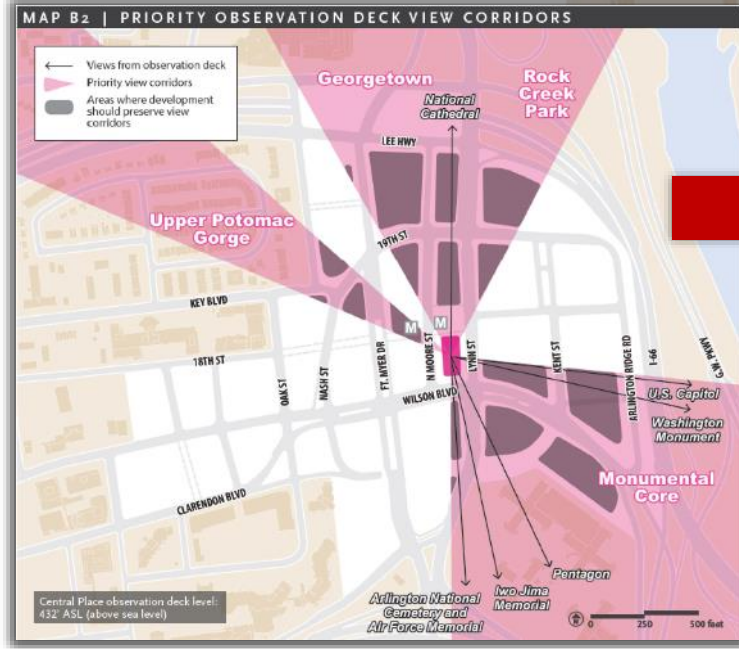 MAP B2 | PRIORITY OBSERVATION DECK VIEW CORRIDORS
Views from observation deck
Priority view corridors
Areas where development
should preserve view
corridors
Georgetown
Rock
Creek
Park
National
Cathedral
LEE HWY
Upper Potomac
Gorge
19TH ST
KEY BLVD
M
M
18TH ST
OAK ST
NASH ST
FT. MYER DR
N MOORE ST
LYNN ST
KENT ST
ARLINGTON RIDGE RD
I-66
G.W. PKWY
WILSON BLVD
U.S. Capitol
Washington
Monument
Monumental
Core
CLARENDON BLVD
Pentagon
Iwo Jima
Memorial
Arlington National
Cemetery and
Air Force Memorial
Central Place observation deck level:
432' ASL (above sea level)
0 250 500 feet